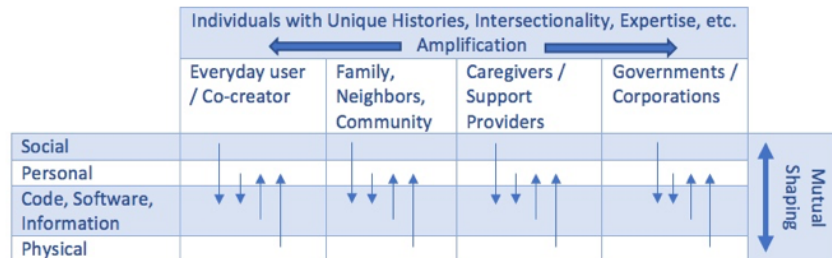 Individuals with Unique Histories, Intersectionality, Expertise, etc.
Amplification
Everyday user
/ Co-creator
Family,
Neighbors,
Community
Caregivers /
Support
Providers
Governments /
Corporations
Social
Personal
Code, Software,
Information
Physical
Mutual
Shaping